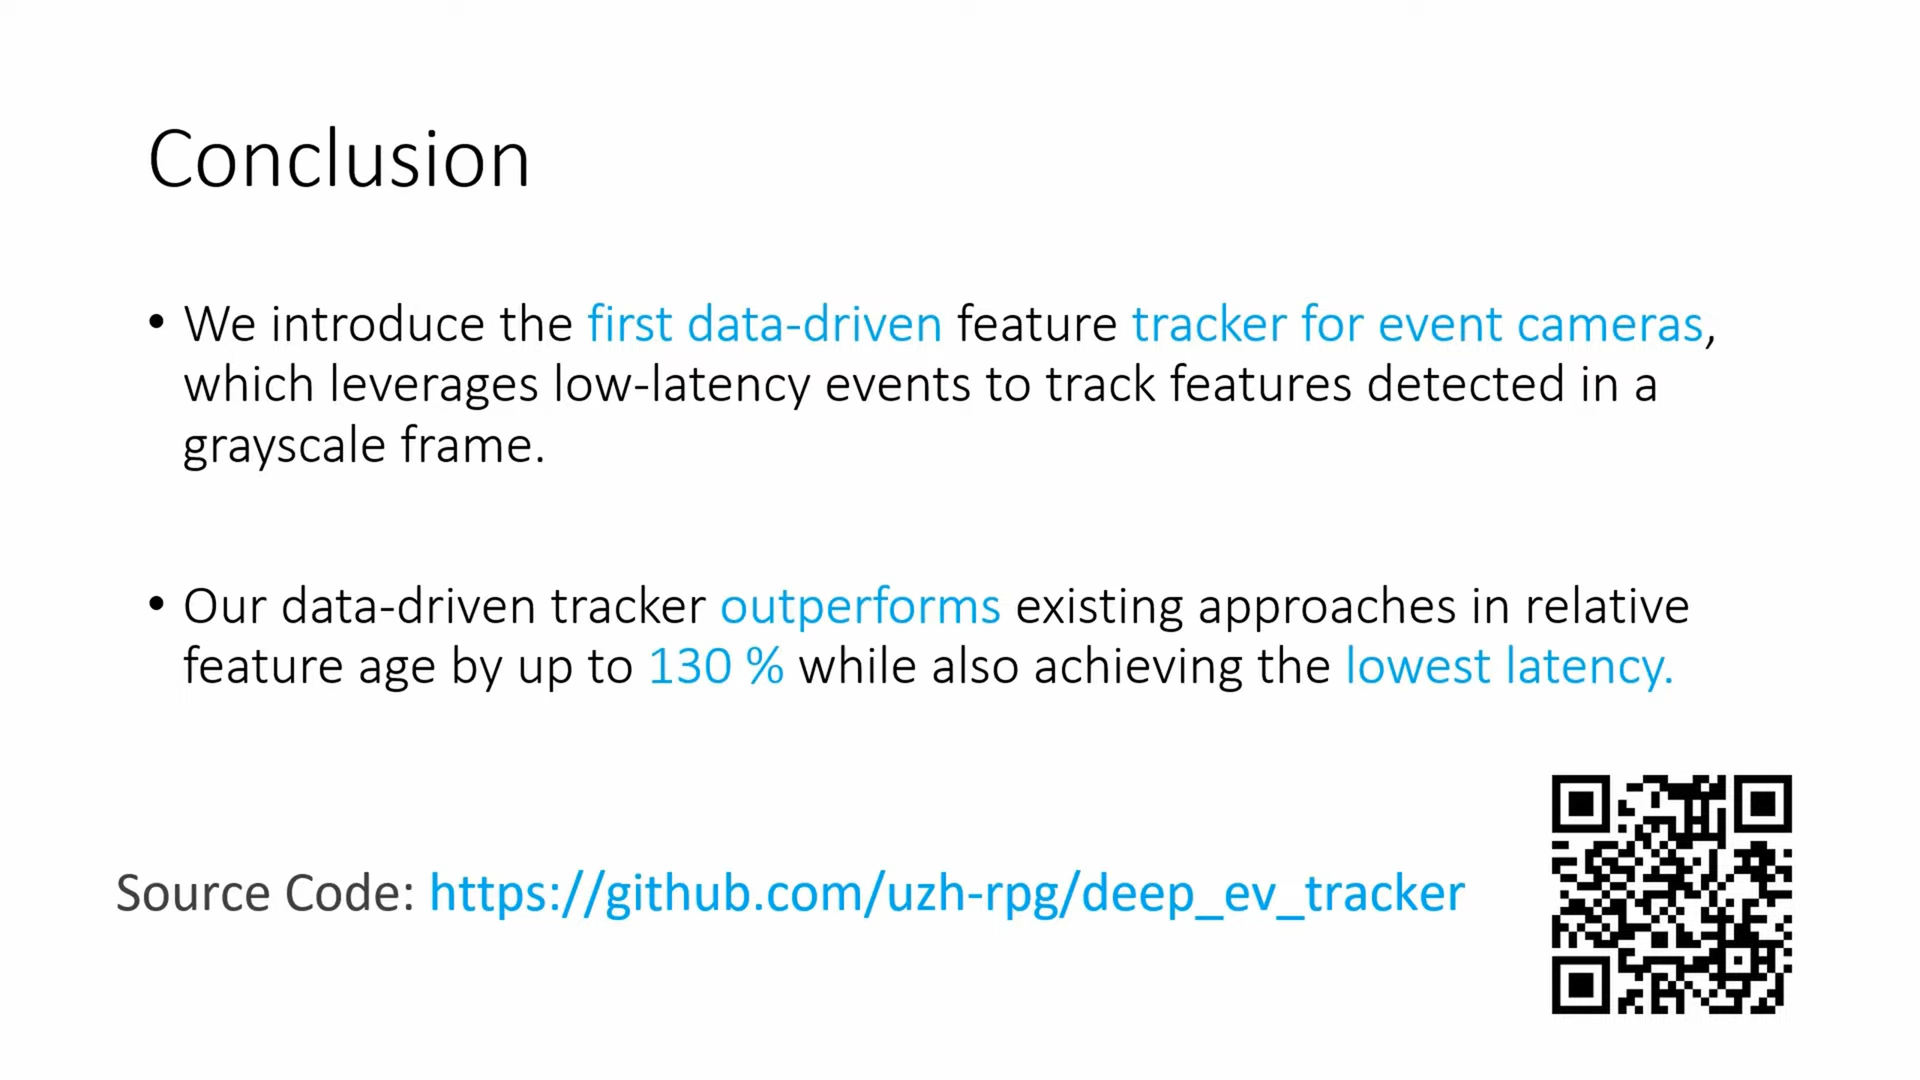 Conclusion
• We introduce the first data-driven feature tracker for event cameras,
which leverages low-latency events to track features detected in a
grayscale frame.
• Our data-driven tracker outperforms existing approaches in relative
feature age by up to 130 % while also achieving the lowest latency.
Source Code: https://github.com/uzh-rpg/deep_ev_tracker